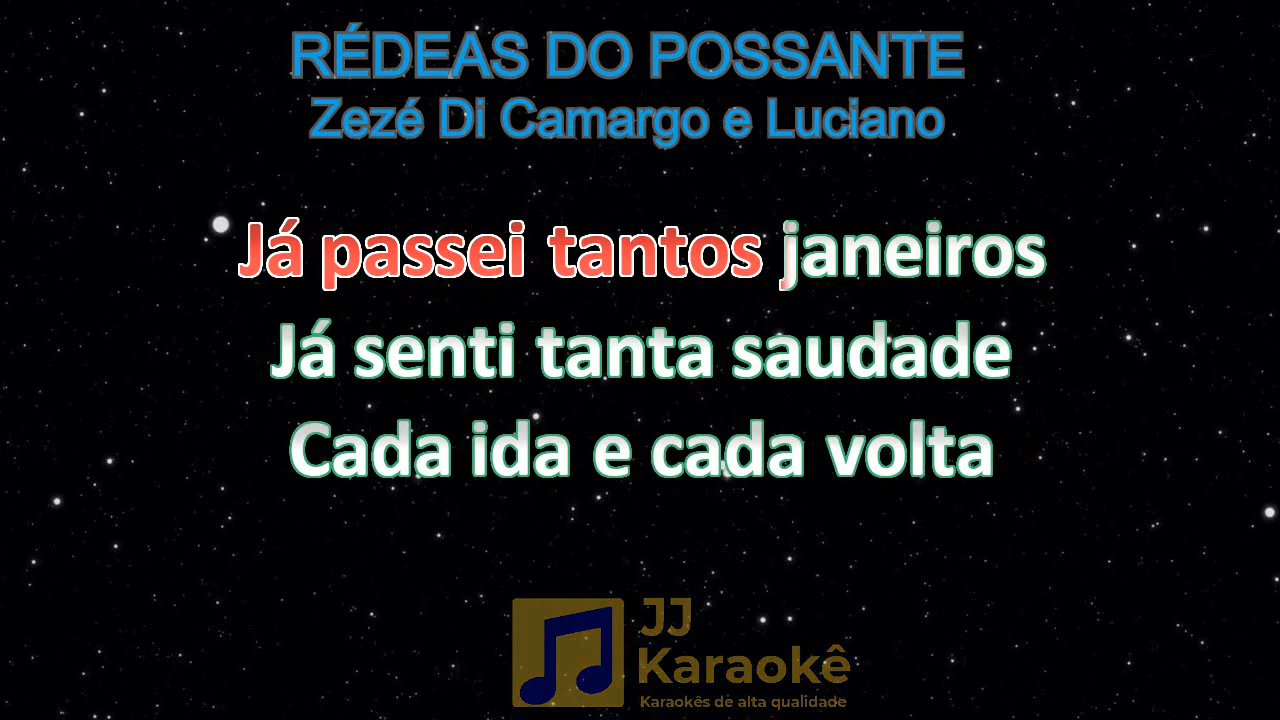 RÉDEAS DO POSSANTE
Zezé Di Camargo e Luciano
Já passei tantos janeiros
Já senti tanta saudade
Cada ida e cada volta
JJ
Karaokê
Karaokês de alta qualidade